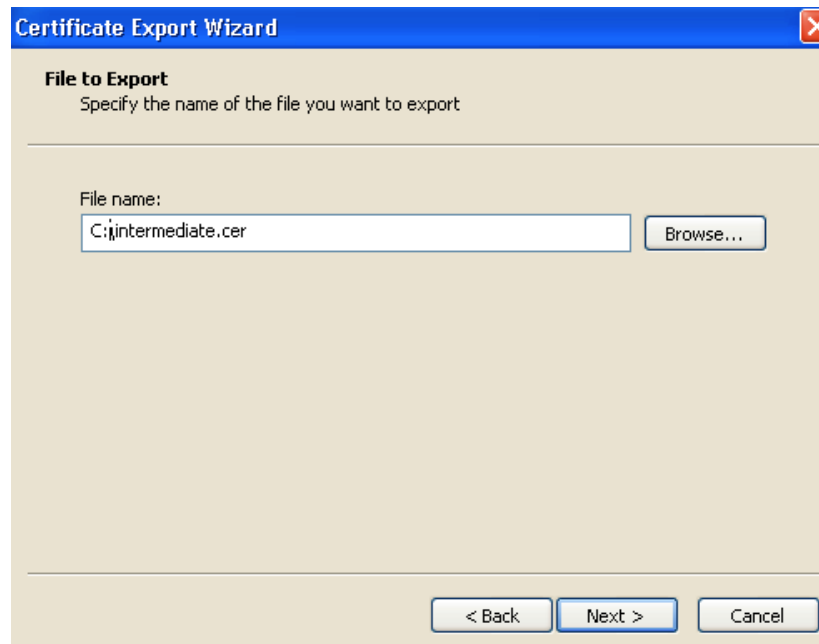 Certificate Export Wizard
File to Export
Specify the name of the file you want to export
File name:
C:\intermediate.cer
Browse...
< Back
Next >
Cancel